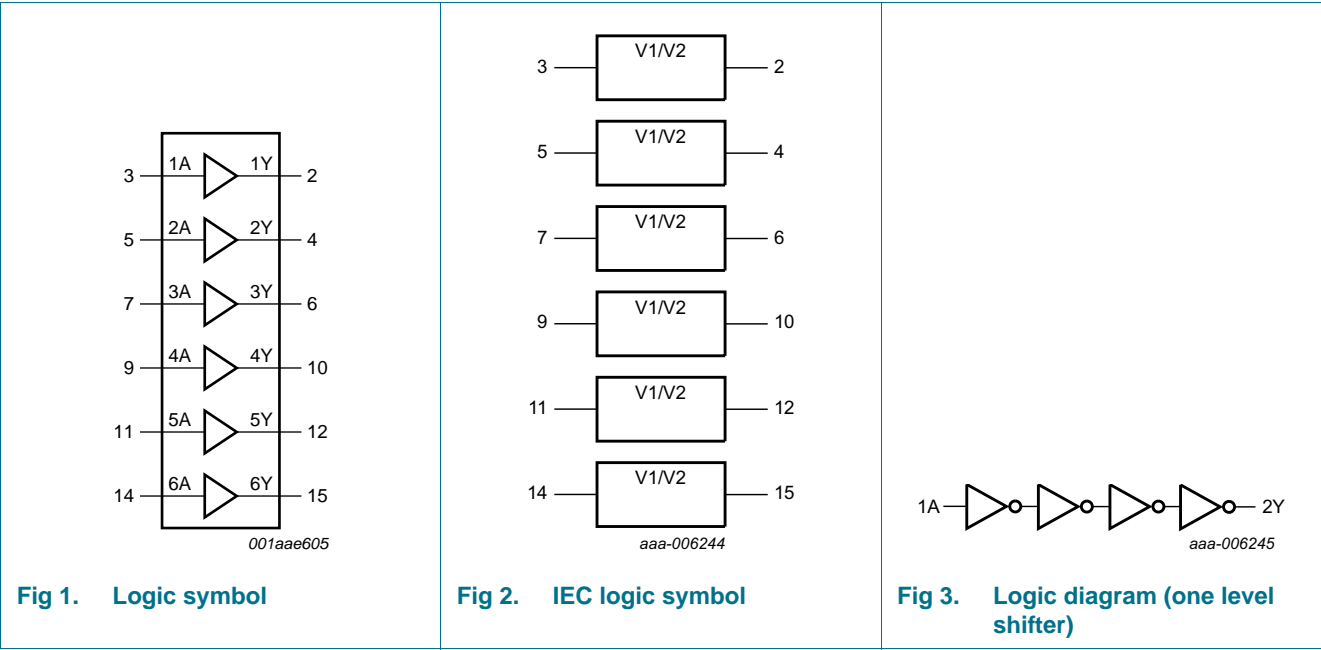 3 1A 1Y 2
5 2A 2Y 4
7 3A 3Y 6
9 4A 4Y 10
11 5A 5Y 12
14 6A 6Y 15
001aae605
Fig 1. Logic symbol
3 V1/V2 2
5 V1/V2 4
7 V1/V2 6
9 V1/V2 10
11 V1/V2 12
14 V1/V2 15
aaa-006244
Fig 2. IEC logic symbol
1A 2Y
aaa-006245
Fig 3. Logic diagram (one level
shifter)